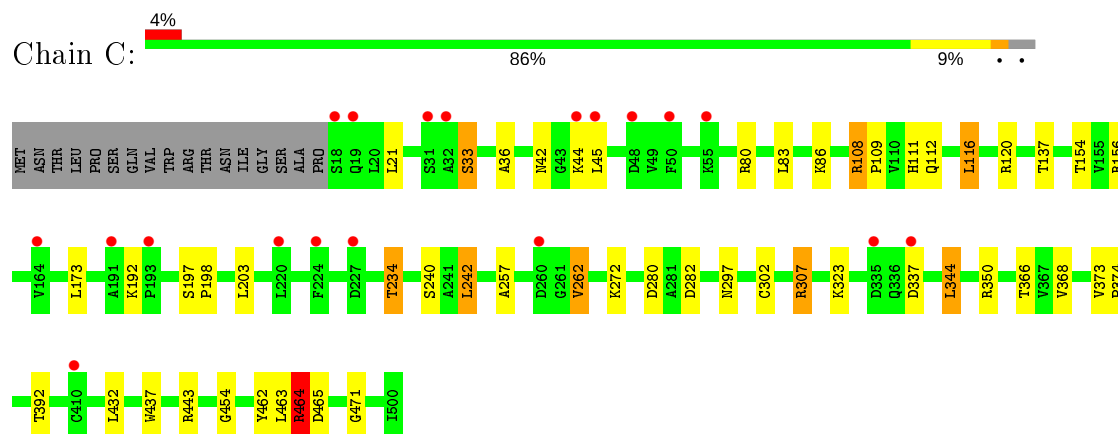 4%
Chain C:
86% 9% • •
MET ASN THR LEU PRO SER GLN VAL TRP ARG THR ASN ILE GLY SER ALA PRO S18 Q19 L20 L21 S31 A32 S33 A36 N42 G43 K44 L45 D48 V49 F50 K55 R80 L83 K86 R108 P109 V110 H111 Q112 L116 R120 T137 T154 V155 R156
V164 L173 A191 K192 P193 S197 P198 L203 L220 F224 D227 T234 S240 A241 L242 A257 D260 G261 V262 K272 D280 A281 D282 N297 C302 R307 K323 D335 Q336 D337 L344 R350 T366 V367 V368 V373
T392 C410 L432 W437 R443 G454 Y462 L463 R464 D465 G471 I500